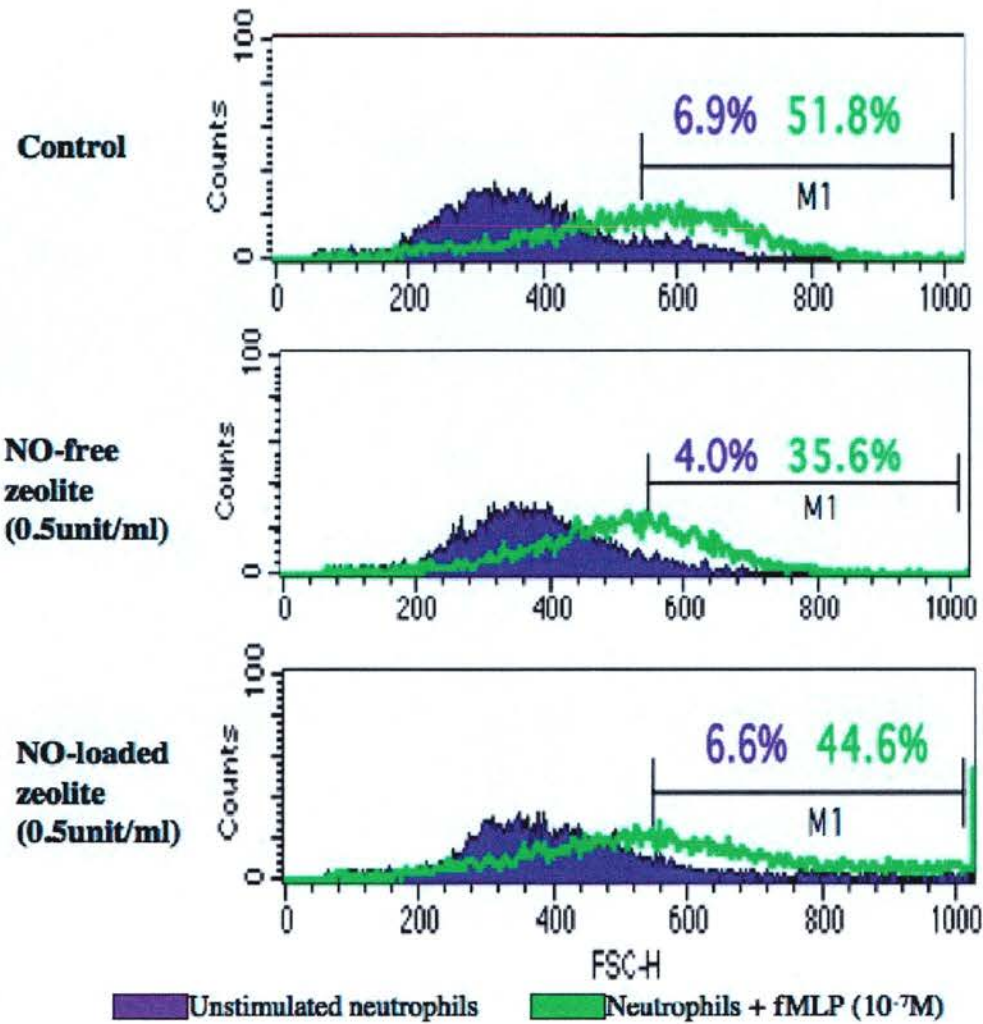 100
Control
Counts
6.9% 51.8%
M1
0
0 200 400 600 800 1000
100
NO-free
zeolite
(0.5unit/ml)
Counts
4.0% 35.6%
M1
0
0 200 400 600 800 1000
100
NO-loaded
zeolite
(0.5unit/ml)
Counts
6.6% 44.6%
M1
0
0 200 400 600 800 1000
FSC-H
Unstimulated neutrophils Neutrophils + fMLP (10⁻⁷M)